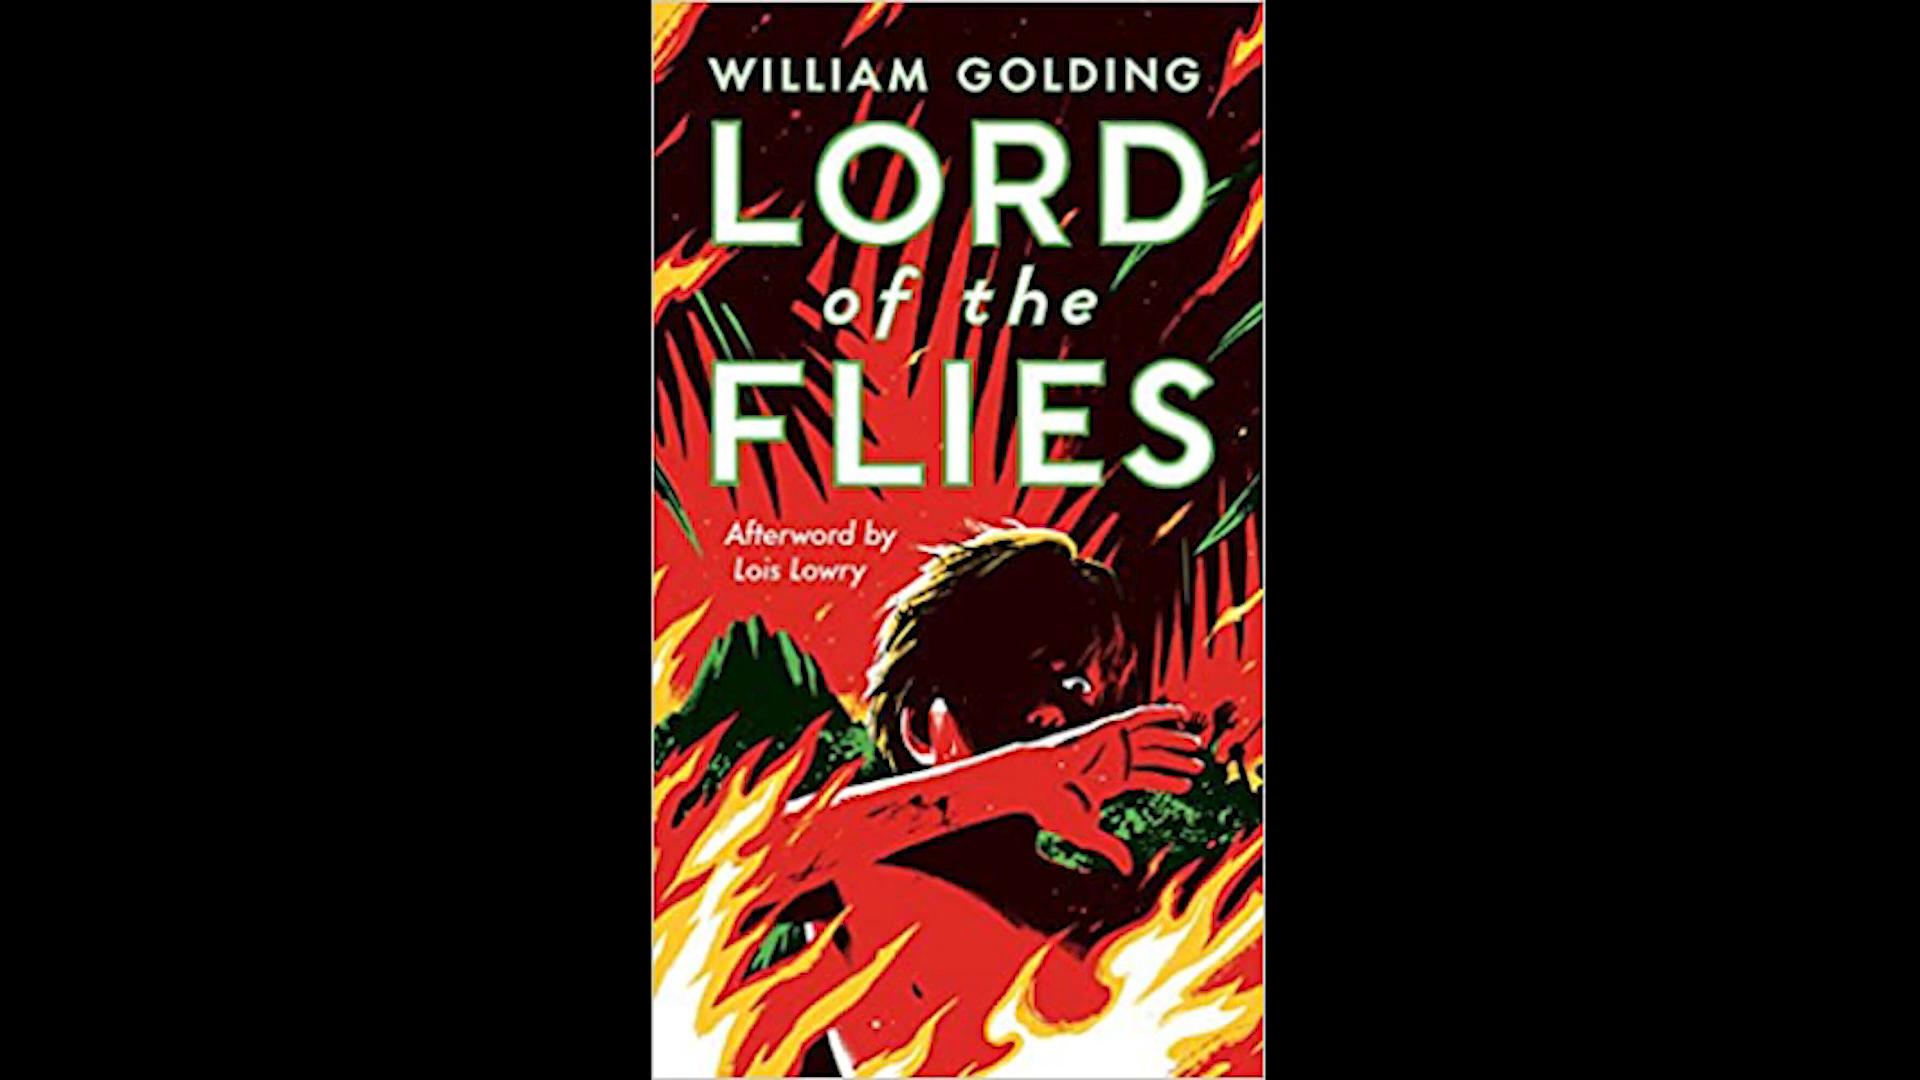 WILLIAM GOLDING
LORD
of the
FLIES
Afterword by
Lois Lowry